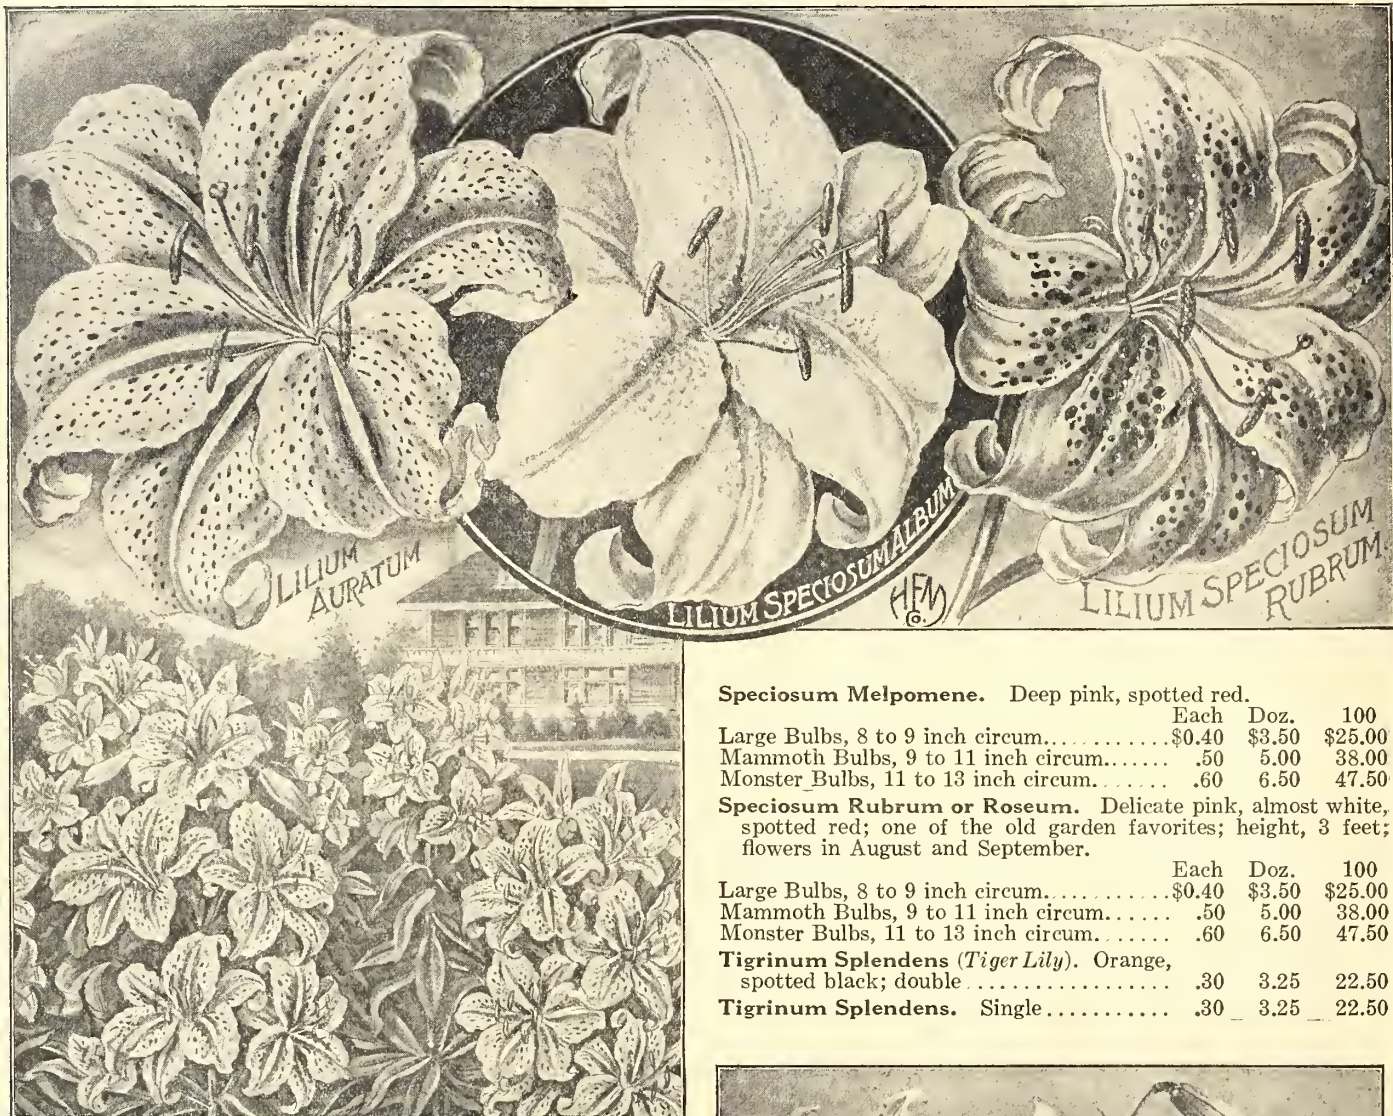 LILIUM
AURATUM
LILIUM SPECIOSUM ALBUM
HFM
Co.
LILIUM SPECIOSUM
RUBRUM.
Speciosum Melpomene. Deep pink, spotted red.
Each Doz. 100
Large Bulbs, 8 to 9 inch circum............$0.40 $3.50 $25.00
Mammoth Bulbs, 9 to 11 inch circum....... .50 5.00 38.00
Monster Bulbs, 11 to 13 inch circum........ .60 6.50 47.50
Speciosum Rubrum or Roseum. Delicate pink, almost white,
spotted red; one of the old garden favorites; height, 3 feet;
flowers in August and September.
Each Doz. 100
Large Bulbs, 8 to 9 inch circum............$0.40 $3.50 $25.00
Mammoth Bulbs, 9 to 11 inch circum....... .50 5.00 38.00
Monster Bulbs, 11 to 13 inch circum........ .60 6.50 47.50
Tigrinum Splendens (Tiger Lily). Orange,
spotted black; double.................. .30 3.25 22.50
Tigrinum Splendens. Single........... .30 3.25 22.50